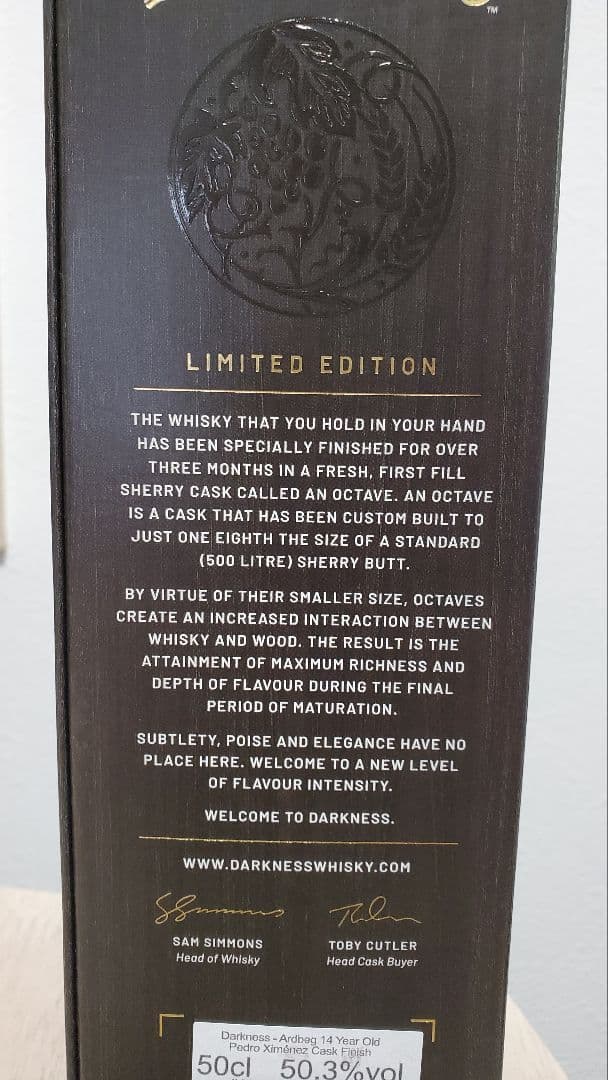 TM
LIMITED EDITION
THE WHISKY THAT YOU HOLD IN YOUR HAND
HAS BEEN SPECIALLY FINISHED FOR OVER
THREE MONTHS IN A FRESH, FIRST FILL
SHERRY CASK CALLED AN OCTAVE. AN OCTAVE
IS A CASK THAT HAS BEEN CUSTOM BUILT TO
JUST ONE EIGHTH THE SIZE OF A STANDARD
(500 LITRE) SHERRY BUTT.
BY VIRTUE OF THEIR SMALLER SIZE, OCTAVES
CREATE AN INCREASED INTERACTION BETWEEN
WHISKY AND WOOD. THE RESULT IS THE
ATTAINMENT OF MAXIMUM RICHNESS AND
DEPTH OF FLAVOUR DURING THE FINAL
PERIOD OF MATURATION.
SUBTLETY, POISE AND ELEGANCE HAVE NO
PLACE HERE. WELCOME TO A NEW LEVEL
OF FLAVOUR INTENSITY.
WELCOME TO DARKNESS.
WWW.DARKNESSWHISKY.COM
SAM SIMMONS
Head of Whisky
TOBY CUTLER
Head Cask Buyer
Darkness - Ardbeg 14 Year Old
Pedro Ximénez Cask Finish
50cl 50.3%vol